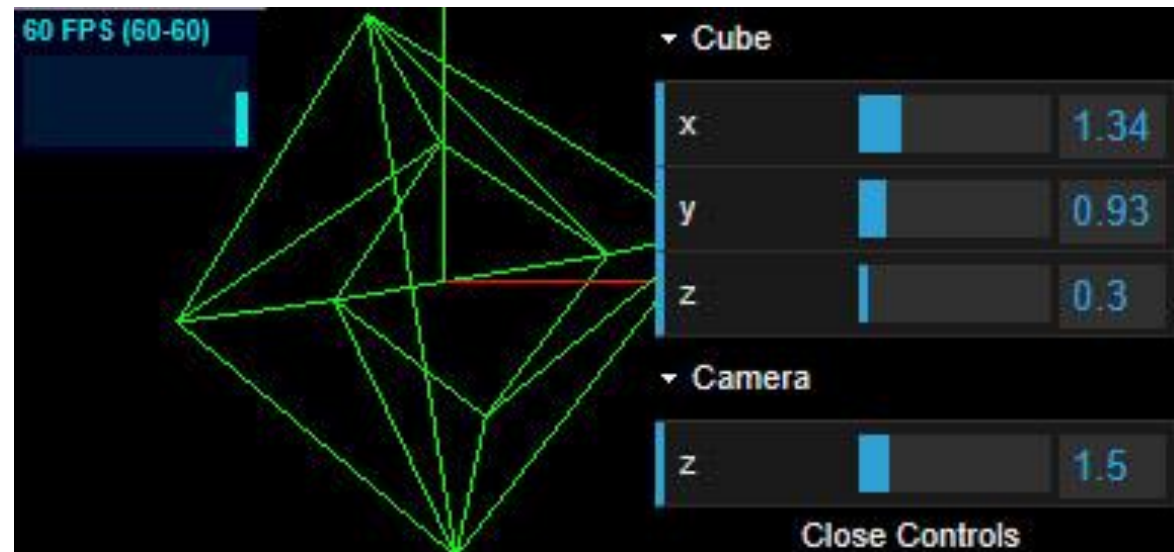 60 FPS (60-60)
Cube
x 1.34
y 0.93
z 0.3
Camera
z 1.5
Close Controls